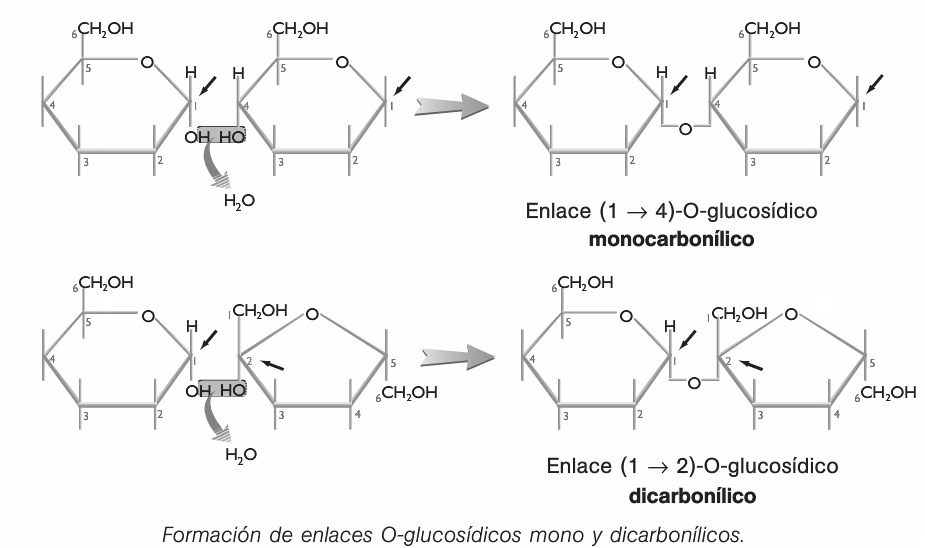 6CH₂OH 6CH₂OH 6CH₂OH 6CH₂OH
5 O H H 5 O 5 O H H 5 O
4 1 4 1 4 1 4 1
OH HO O
3 2 3 2 3 2 3 2
H₂O
Enlace (1 → 4)-O-glucosídico
monocarbonílico
6CH₂OH 1CH₂OH 6CH₂OH 1CH₂OH
5 O H O 5 O H O
4 1 2 5 4 1 2 5
OH HO 6CH₂OH O 6CH₂OH
3 2 3 4 3 2 3 4
H₂O
Enlace (1 → 2)-O-glucosídico
dicarbonílico
Formación de enlaces O-glucosídicos mono y dicarbonílicos.